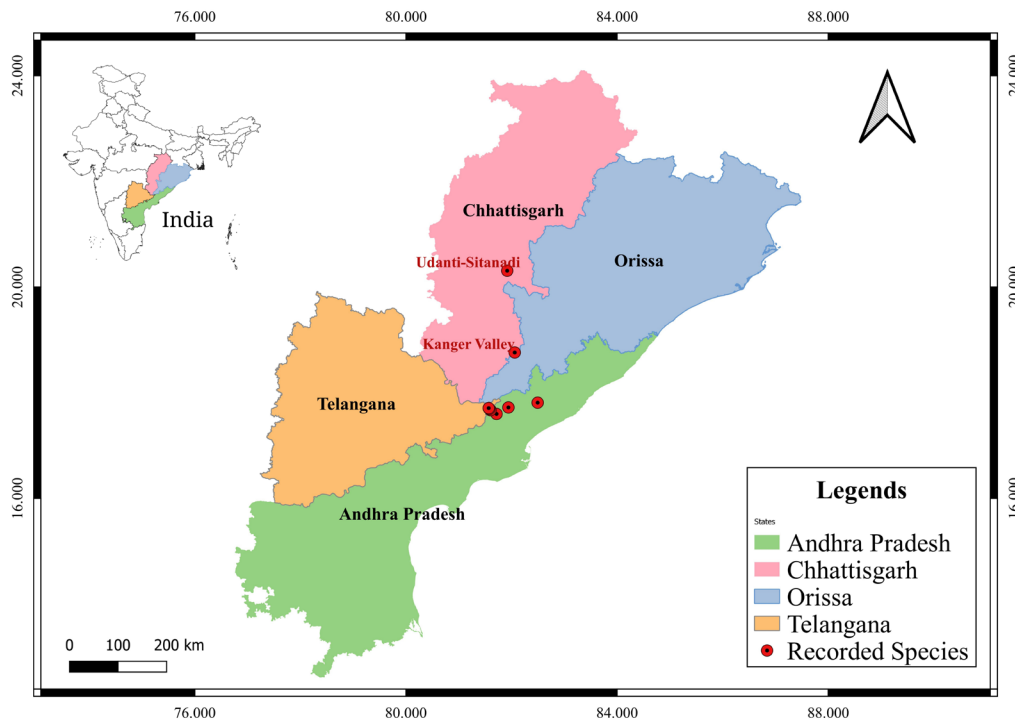 76.000 80.000 84.000 88.000
24.000 24.000
India
Chhattisgarh
Udanti-Sitanadi
Orissa
20.000 20.000
Kanger Valley
Telangana
16.000 16.000
Andhra Pradesh
Legends
States
Andhra Pradesh
Chhattisgarh
Orissa
Telangana
Recorded Species
0 100 200 km
76.000 80.000 84.000 88.000